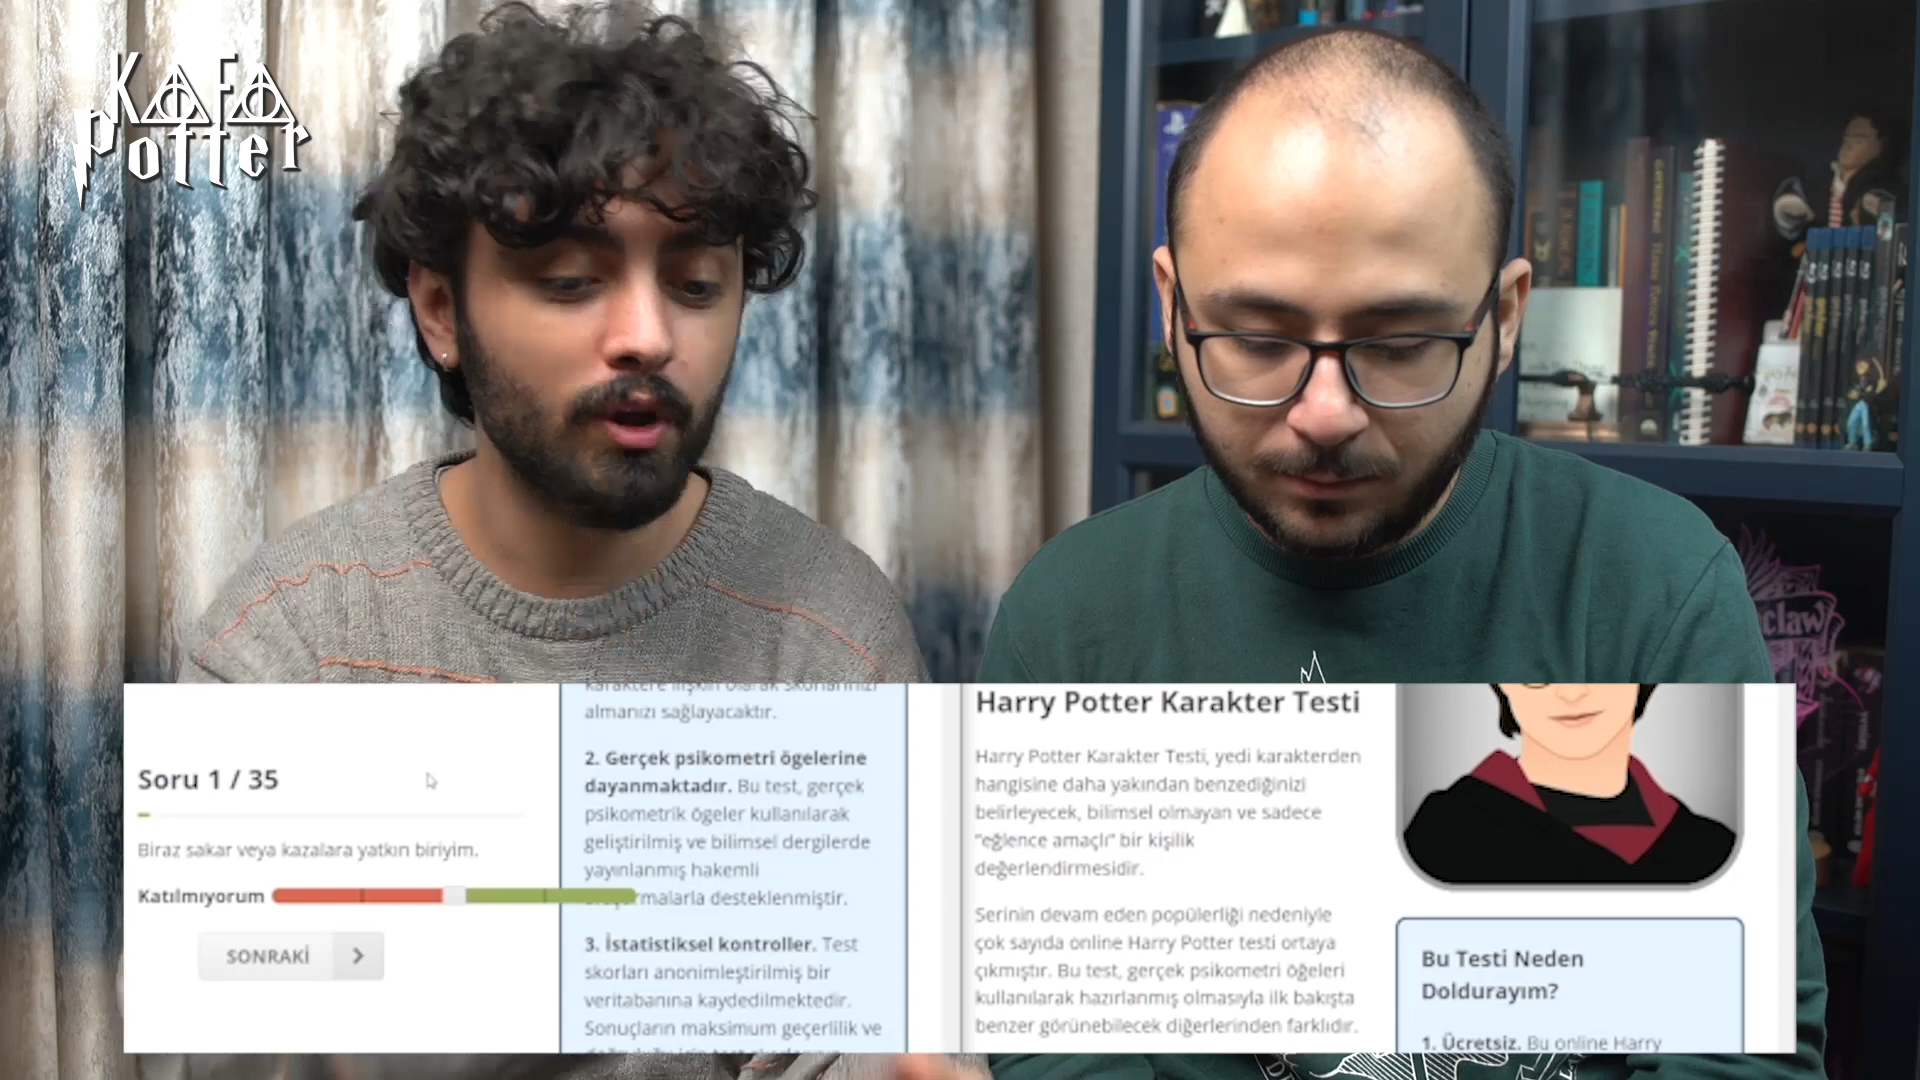 KAFA
Potter
claw
karaktere ilişkin olarak skorlarınızı
almanızı sağlayacaktır.
2. Gerçek psikometri ögelerine
dayanmaktadır. Bu test, gerçek
psikometrik ögeler kullanılarak
geliştirilmiş ve bilimsel dergilerde
yayınlanmış hakemli
malarla desteklenmiştir.
3. İstatistiksel kontroller. Test
skorları anonimleştirilmiş bir
veritabanına kaydedilmektedir.
Sonuçların maksimum geçerlilik ve
Soru 1 / 35
Biraz sakar veya kazalara yatkın biriyim.
Katılmıyorum
SONRAKİ
Harry Potter Karakter Testi
Harry Potter Karakter Testi, yedi karakterden
hangisine daha yakından benzediğinizi
belirleyecek, bilimsel olmayan ve sadece
"eğlence amaçlı" bir kişilik
değerlendirmesidir.
Serinin devam eden popülerliği nedeniyle
çok sayıda online Harry Potter testi ortaya
çıkmıştır. Bu test, gerçek psikometri öğeleri
kullanılarak hazırlanmış olmasıyla ilk bakışta
benzer görünebilecek diğerlerinden farklıdır.
Bu Testi Neden
Doldurayım?
1. Ücretsiz. Bu online Harry